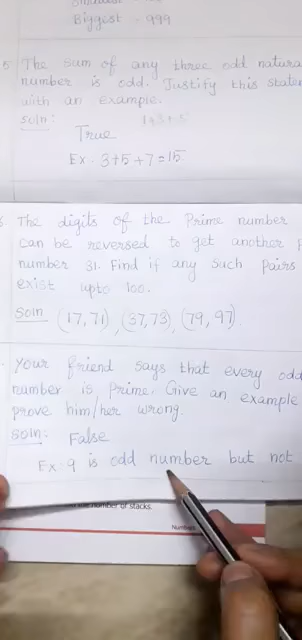 Biggest - 999
5 The sum of any three odd natura
number is odd. Justify this State
with an example.
Soln: 1+3+5
True
Ex. 3+5+7=15
The digits of the Prime number
can be reversed to get another P
number 31. Find if any such pairs
exist upto 100.
Soln (17,71), (37,73), (79,97).
Your friend says that every odd
number is Prime. Give an example
prove him/her wrong.
Soln: False
Ex: 9 is odd number but not
number of stacks.